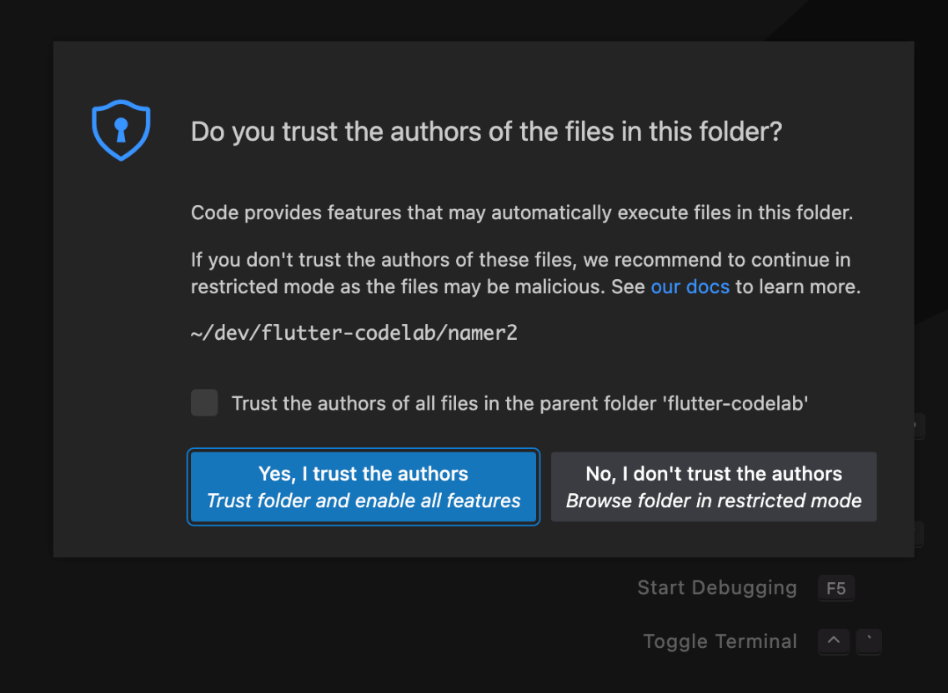 Do you trust the authors of the files in this folder?
Code provides features that may automatically execute files in this folder.
If you don't trust the authors of these files, we recommend to continue in
restricted mode as the files may be malicious. See our docs to learn more.
~/dev/flutter-codelab/namer2
Trust the authors of all files in the parent folder 'flutter-codelab'
Yes, I trust the authors
Trust folder and enable all features
No, I don't trust the authors
Browse folder in restricted mode
Start Debugging F5
Toggle Terminal ^ `